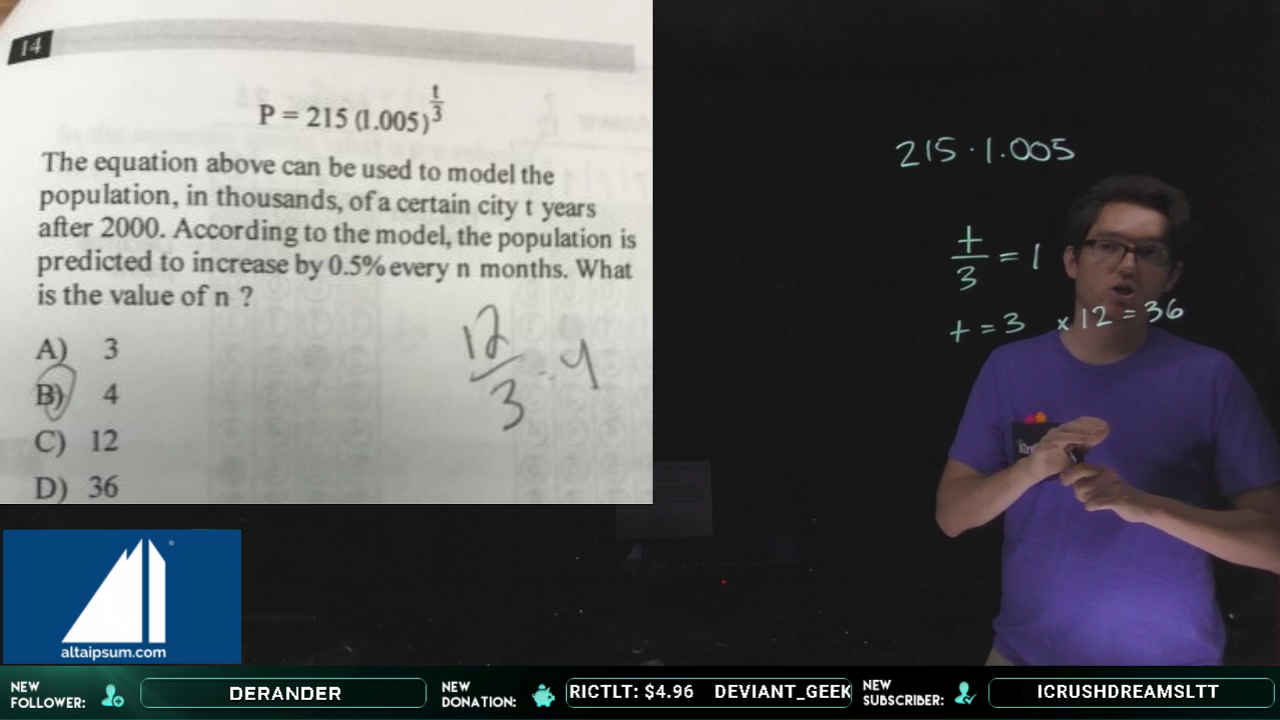 14
P = 215 (1.005)^(t/3)
The equation above can be used to model the
population, in thousands, of a certain city t years
after 2000. According to the model, the population is
predicted to increase by 0.5% every n months. What
is the value of n ?
A) 3
B) 4
C) 12
D) 36
12
3
4
215 · 1.005
t/3 = 1
t = 3 x 12 = 36
altaipsum.com
NEW FOLLOWER: DERANDER
NEW DONATION: RICTLT: $4.96 DEVIANT_GEEK
NEW SUBSCRIBER: ICRUSHDREAMSLTT